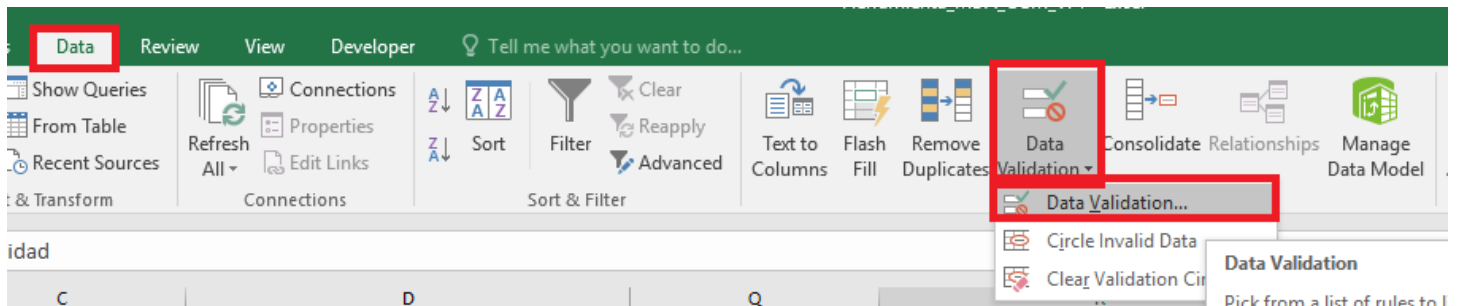 Data Review View Developer Tell me what you want to do...
Show Queries Connections Clear
From Table Properties Reapply
Recent Sources Edit Links Advanced
Refresh All Sort Filter Text to Columns Flash Fill Remove Duplicates Data Validation Consolidate Relationships Manage Data Model
& Transform Connections Sort & Filter
Data Validation...
idad
Circle Invalid Data
Clear Validation Cir
Data Validation
Pick from a list of rules to l
C D Q